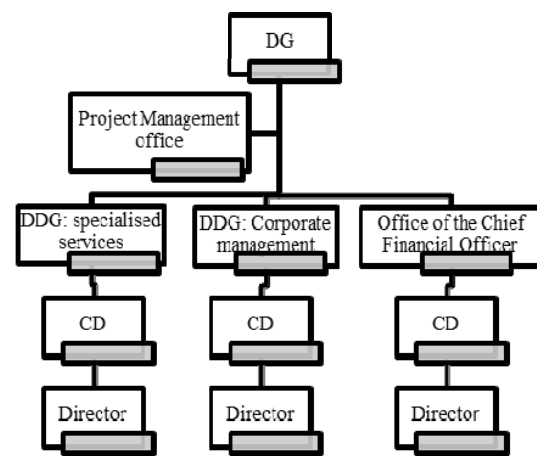 DG
Project Management
office
DDG: specialised
services
DDG: Corporate
management
Office of the Chief
Financial Officer
CD
CD
CD
Director
Director
Director